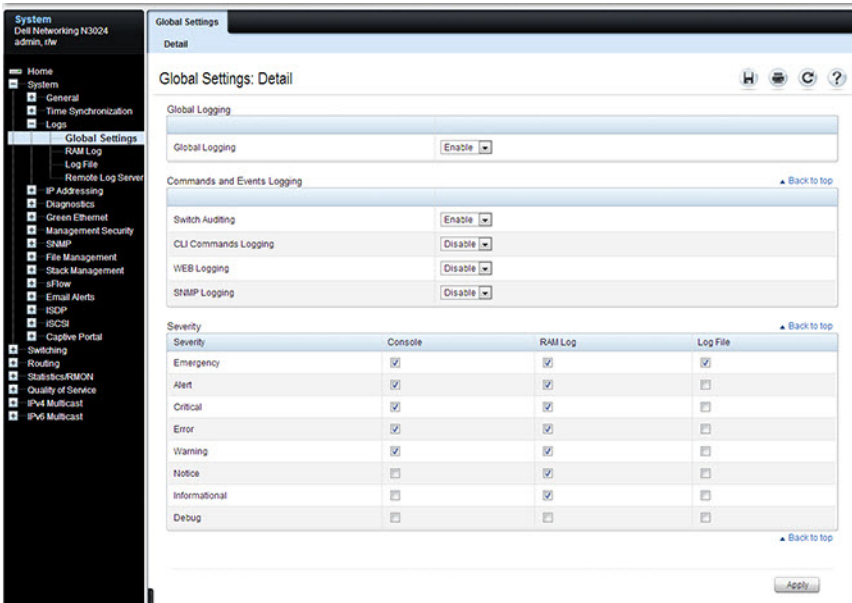 System
Dell Networking N3024
admin, r/w
Home
System
General
Time Synchronization
Logs
Global Settings
RAM Log
Log File
Remote Log Server
IP Addressing
Diagnostics
Green Ethernet
Management Security
SNMP
File Management
Stack Management
sFlow
Email Alerts
ISDP
iSCSI
Captive Portal
Switching
Routing
Statistics/RMON
Quality of Service
IPv4 Multicast
IPv6 Multicast
Global Settings
Detail
Global Settings: Detail
Global Logging
Global Logging Enable
Commands and Events Logging Back to top
Switch Auditing Enable
CLI Commands Logging Disable
WEB Logging Disable
SNMP Logging Disable
Severity Back to top
Severity Console RAM Log Log File
Emergency
Alert
Critical
Error
Warning
Notice
Informational
Debug
Back to top
Apply